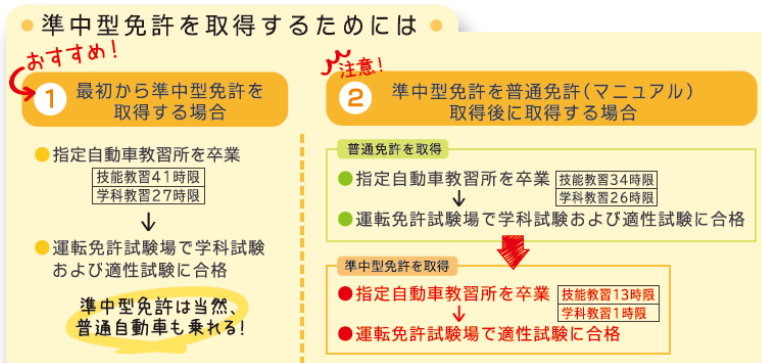 準中型免許を取得するためには
おすすめ!
1 最初から準中型免許を
取得する場合
●指定自動車教習所を卒業
技能教習41時限
学科教習27時限
↓
●運転免許試験場で学科試験
および適性試験に合格
準中型免許は当然、
普通自動車も乗れる!
注意!
2 準中型免許を普通免許(マニュアル)
取得後に取得する場合
普通免許を取得
●指定自動車教習所を卒業
技能教習34時限
学科教習26時限
↓
●運転免許試験場で学科試験および適性試験に合格
準中型免許を取得
●指定自動車教習所を卒業
技能教習13時限
学科教習1時限
↓
●運転免許試験場で適性試験に合格